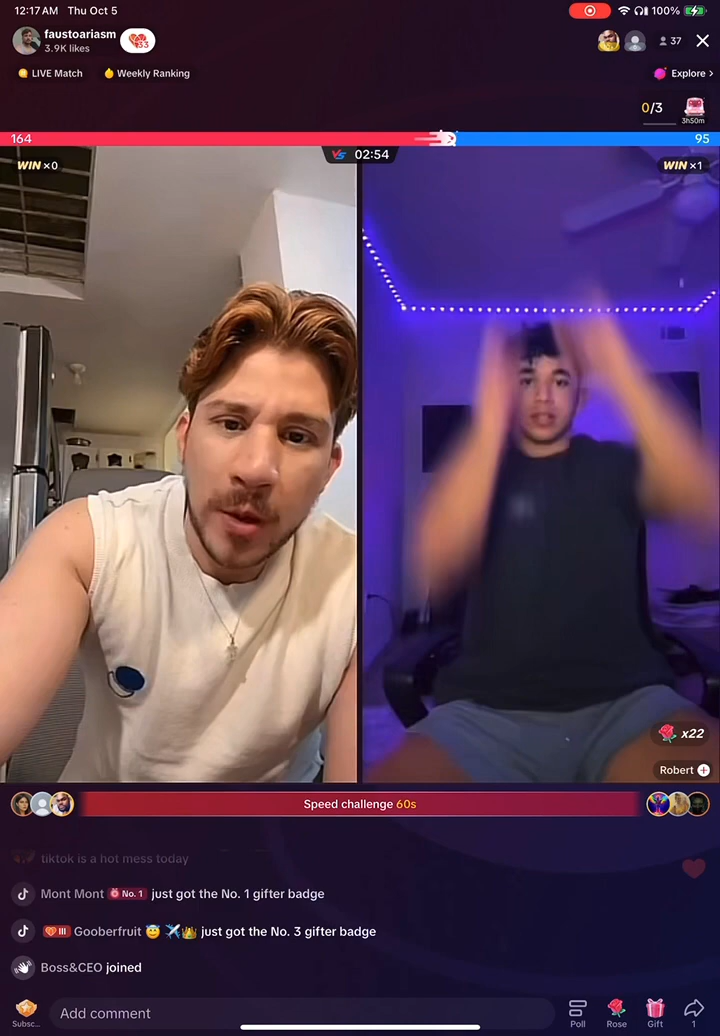 12:17 AM Thu Oct 5
100%
faustoariasm
3.9K likes
33
37
LIVE Match
Weekly Ranking
Explore >
0/3
3h50m
164
95
VS 02:54
WIN ×0
WIN ×1
x22
Robert
Speed challenge 60s
tiktok is a hot mess today
Mont Mont No. 1 just got the No. 1 gifter badge
III Gooberfruit 😇 ✈️👑 just got the No. 3 gifter badge
Boss&CEO joined
Subsc...
Add comment
Poll
Rose
Gift
1